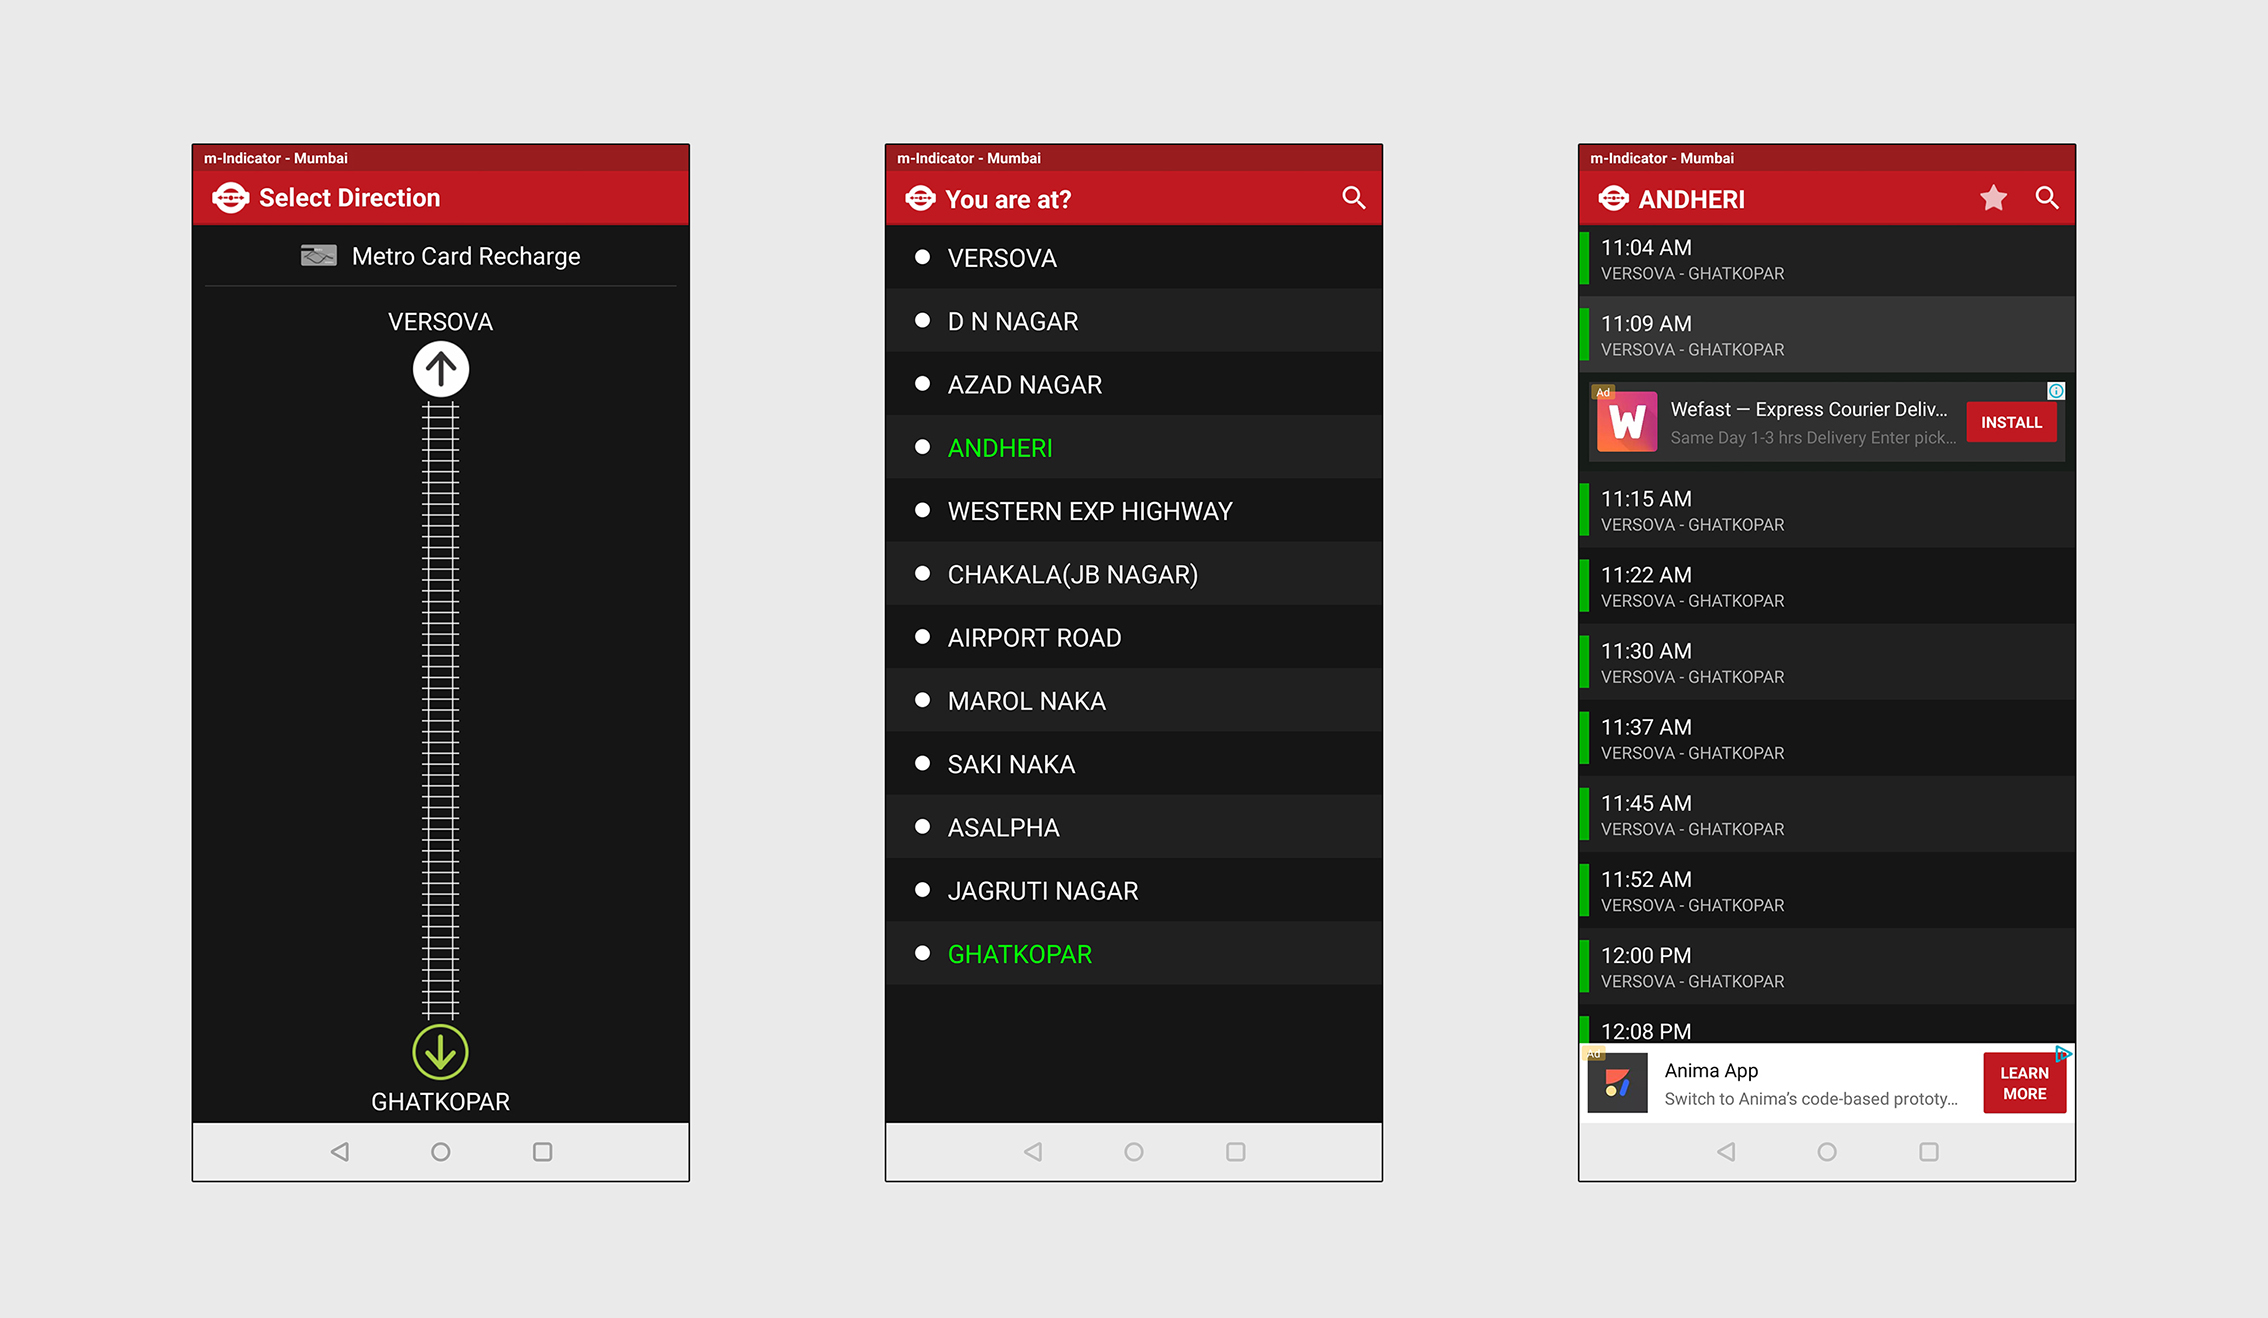 m-Indicator - Mumbai
Select Direction
Metro Card Recharge
VERSOVA
GHATKOPAR
m-Indicator - Mumbai
You are at?
VERSOVA
D N NAGAR
AZAD NAGAR
ANDHERI
WESTERN EXP HIGHWAY
CHAKALA(JB NAGAR)
AIRPORT ROAD
MAROL NAKA
SAKI NAKA
ASALPHA
JAGRUTI NAGAR
GHATKOPAR
m-Indicator - Mumbai
ANDHERI
11:04 AM
VERSOVA - GHATKOPAR
11:09 AM
VERSOVA - GHATKOPAR
Ad
W
Wefast — Express Courier Deliv...
Same Day 1-3 hrs Delivery Enter pick...
INSTALL
11:15 AM
VERSOVA - GHATKOPAR
11:22 AM
VERSOVA - GHATKOPAR
11:30 AM
VERSOVA - GHATKOPAR
11:37 AM
VERSOVA - GHATKOPAR
11:45 AM
VERSOVA - GHATKOPAR
11:52 AM
VERSOVA - GHATKOPAR
12:00 PM
VERSOVA - GHATKOPAR
12:08 PM
Ad
Anima App
Switch to Anima's code-based prototy...
LEARN
MORE